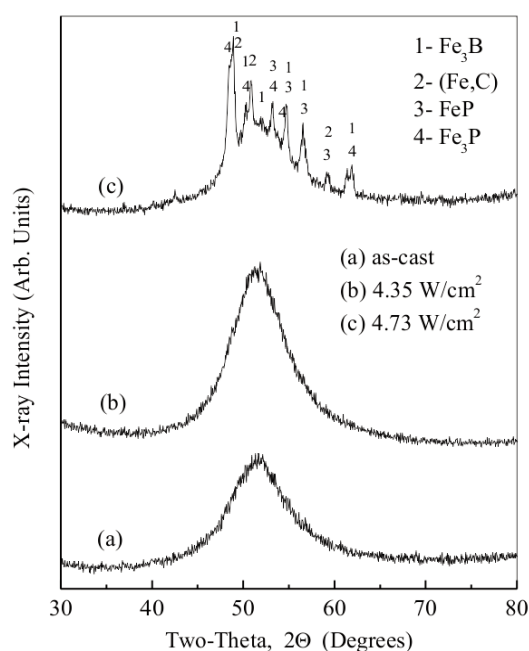 1
4 2
1- Fe₃B
2- (Fe,C)
3- FeP
4- Fe₃P
12
4
1
3
4
1
3
4
1
3
2
3
1
4
(c)
(a) as-cast
(b) 4.35 W/cm²
(c) 4.73 W/cm²
(b)
(a)
X-ray Intensity (Arb. Units)
30 40 50 60 70 80
Two-Theta, 2Θ (Degrees)